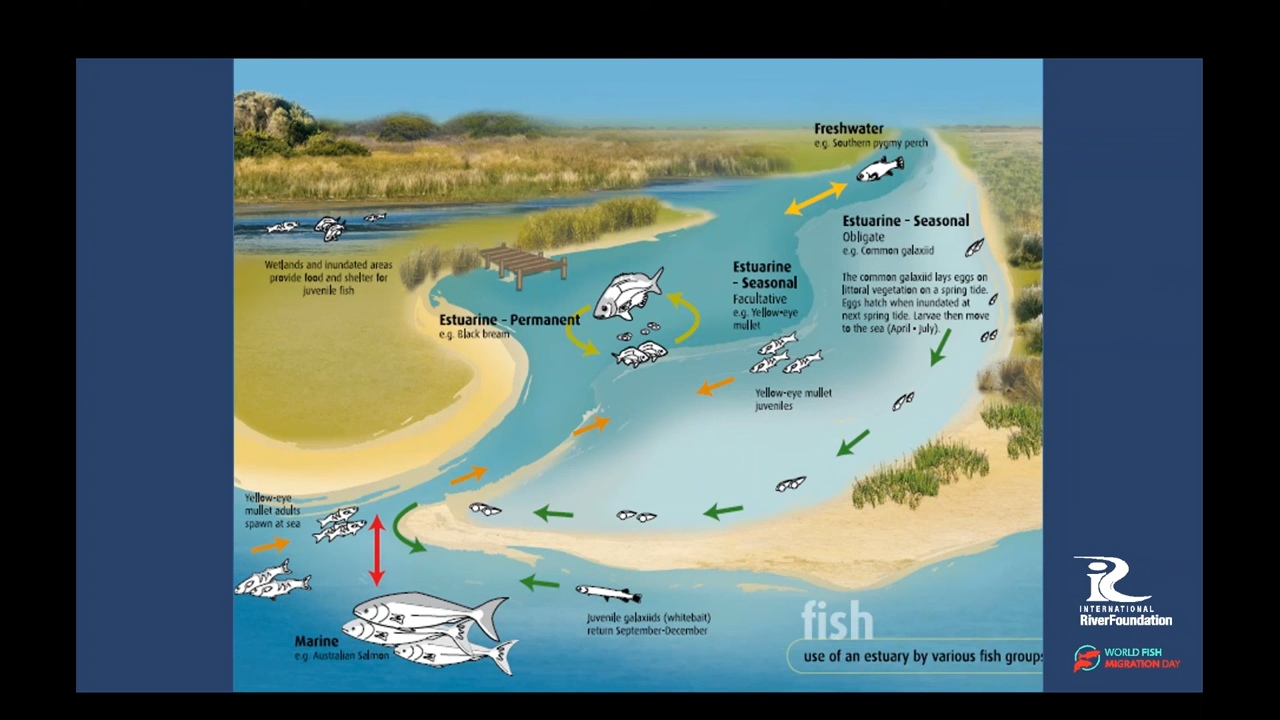 Freshwater
e.g. Southern pygmy perch
Estuarine - Seasonal
Obligate
e.g. Common galaxiid
The common galaxiid lays eggs on
littoral vegetation on a spring tide.
Eggs hatch when inundated at
next spring tide. Larvae then move
to the sea (April • July).
Wetlands and inundated areas
provide food and shelter for
juvenile fish
Estuarine
- Seasonal
Facultative
e.g. Yellow-eye
mullet
Estuarine - Permanent
e.g. Black bream
Yellow-eye mullet
juveniles
Yellow-eye
mullet adults
spawn at sea
Juvenile galaxiids (whitebait)
return September-December
Marine
e.g. Australian Salmon
fish
use of an estuary by various fish groups
INTERNATIONAL
RiverFoundation
WORLD FISH
MIGRATION DAY